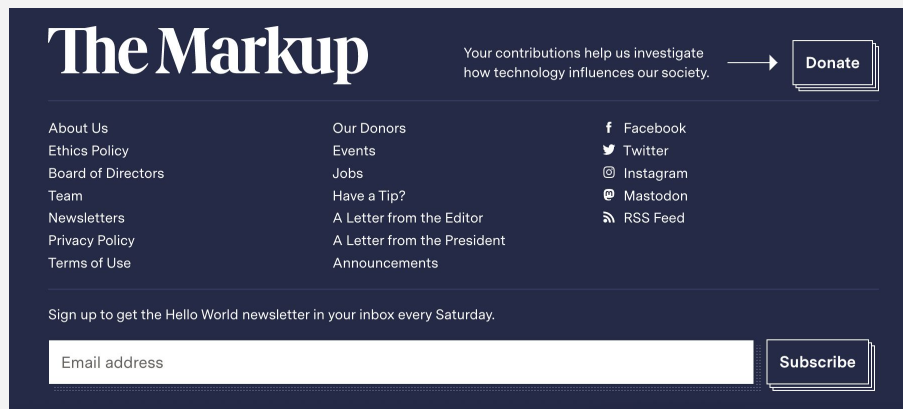 The Markup
Your contributions help us investigate
how technology influences our society.
Donate
About Us
Ethics Policy
Board of Directors
Team
Newsletters
Privacy Policy
Terms of Use
Our Donors
Events
Jobs
Have a Tip?
A Letter from the Editor
A Letter from the President
Announcements
Facebook
Twitter
Instagram
Mastodon
RSS Feed
Sign up to get the Hello World newsletter in your inbox every Saturday.
Email address
Subscribe